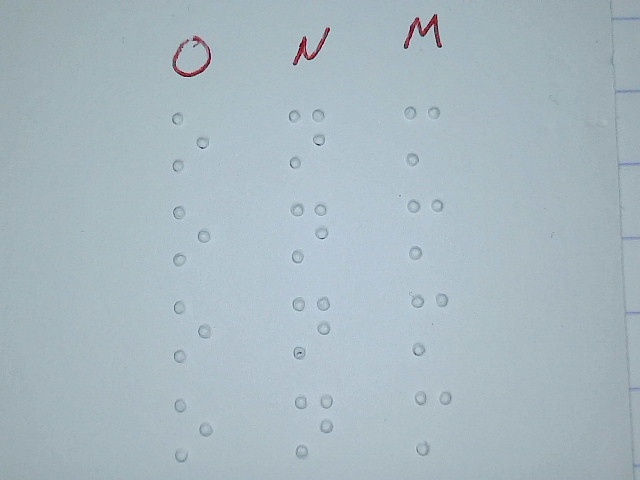 O N M
⠕ ⠝ ⠍
⠕ ⠝ ⠍
⠕ ⠝ ⠍
⠕ ⠝ ⠍